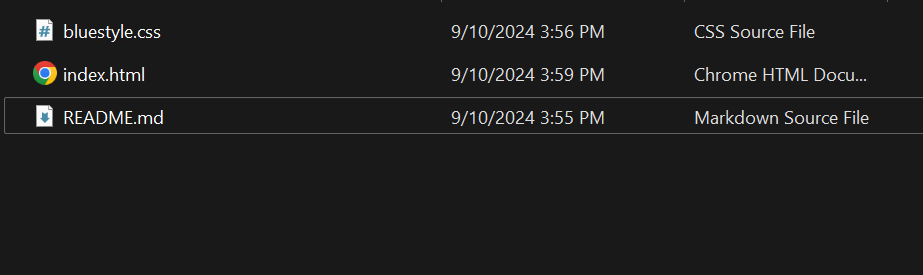 bluestyle.css 9/10/2024 3:56 PM CSS Source File
index.html 9/10/2024 3:59 PM Chrome HTML Docu...
README.md 9/10/2024 3:55 PM Markdown Source File